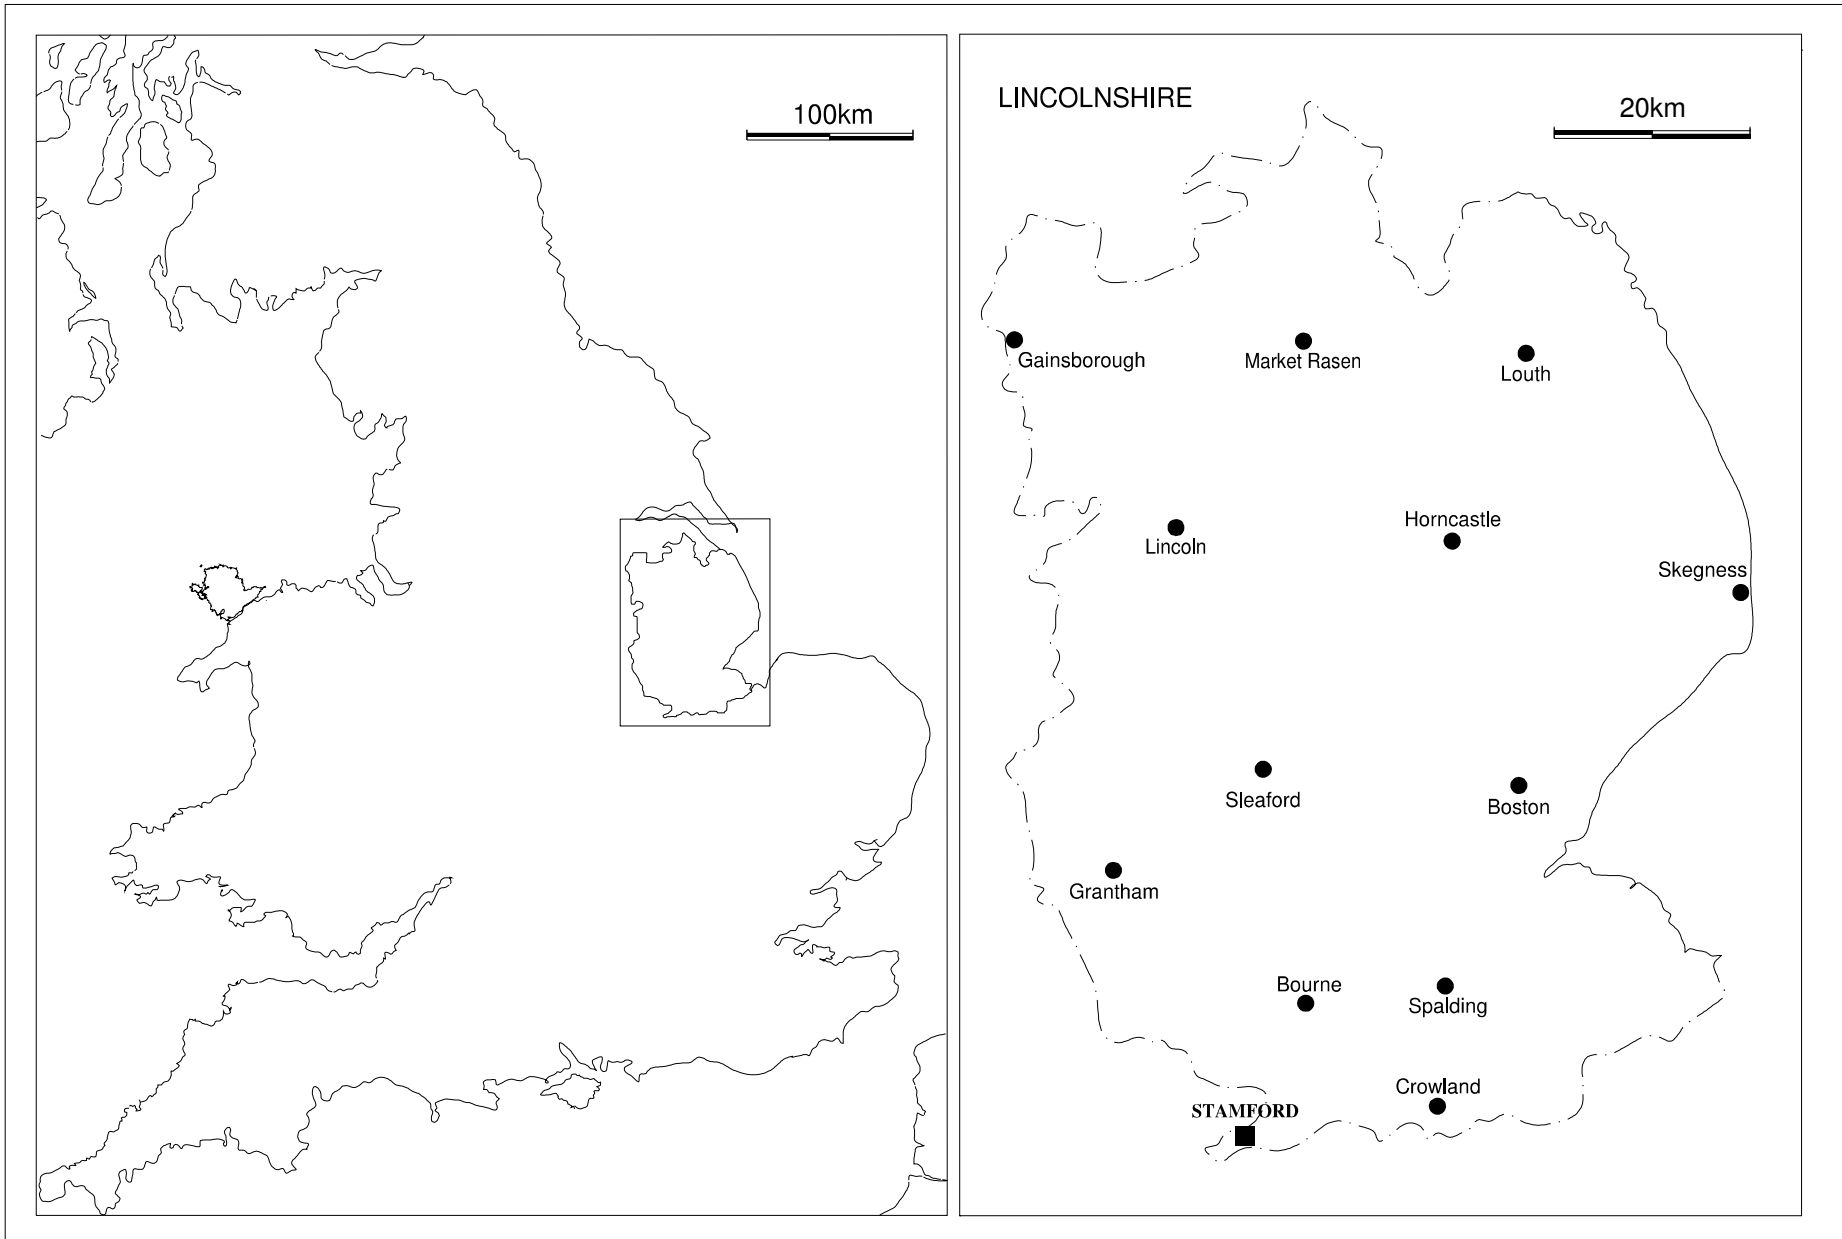 100km
LINCOLNSHIRE
20km
Gainsborough
Market Rasen
Louth
Lincoln
Horncastle
Skegness
Sleaford
Boston
Grantham
Bourne
Spalding
Crowland
STAMFORD